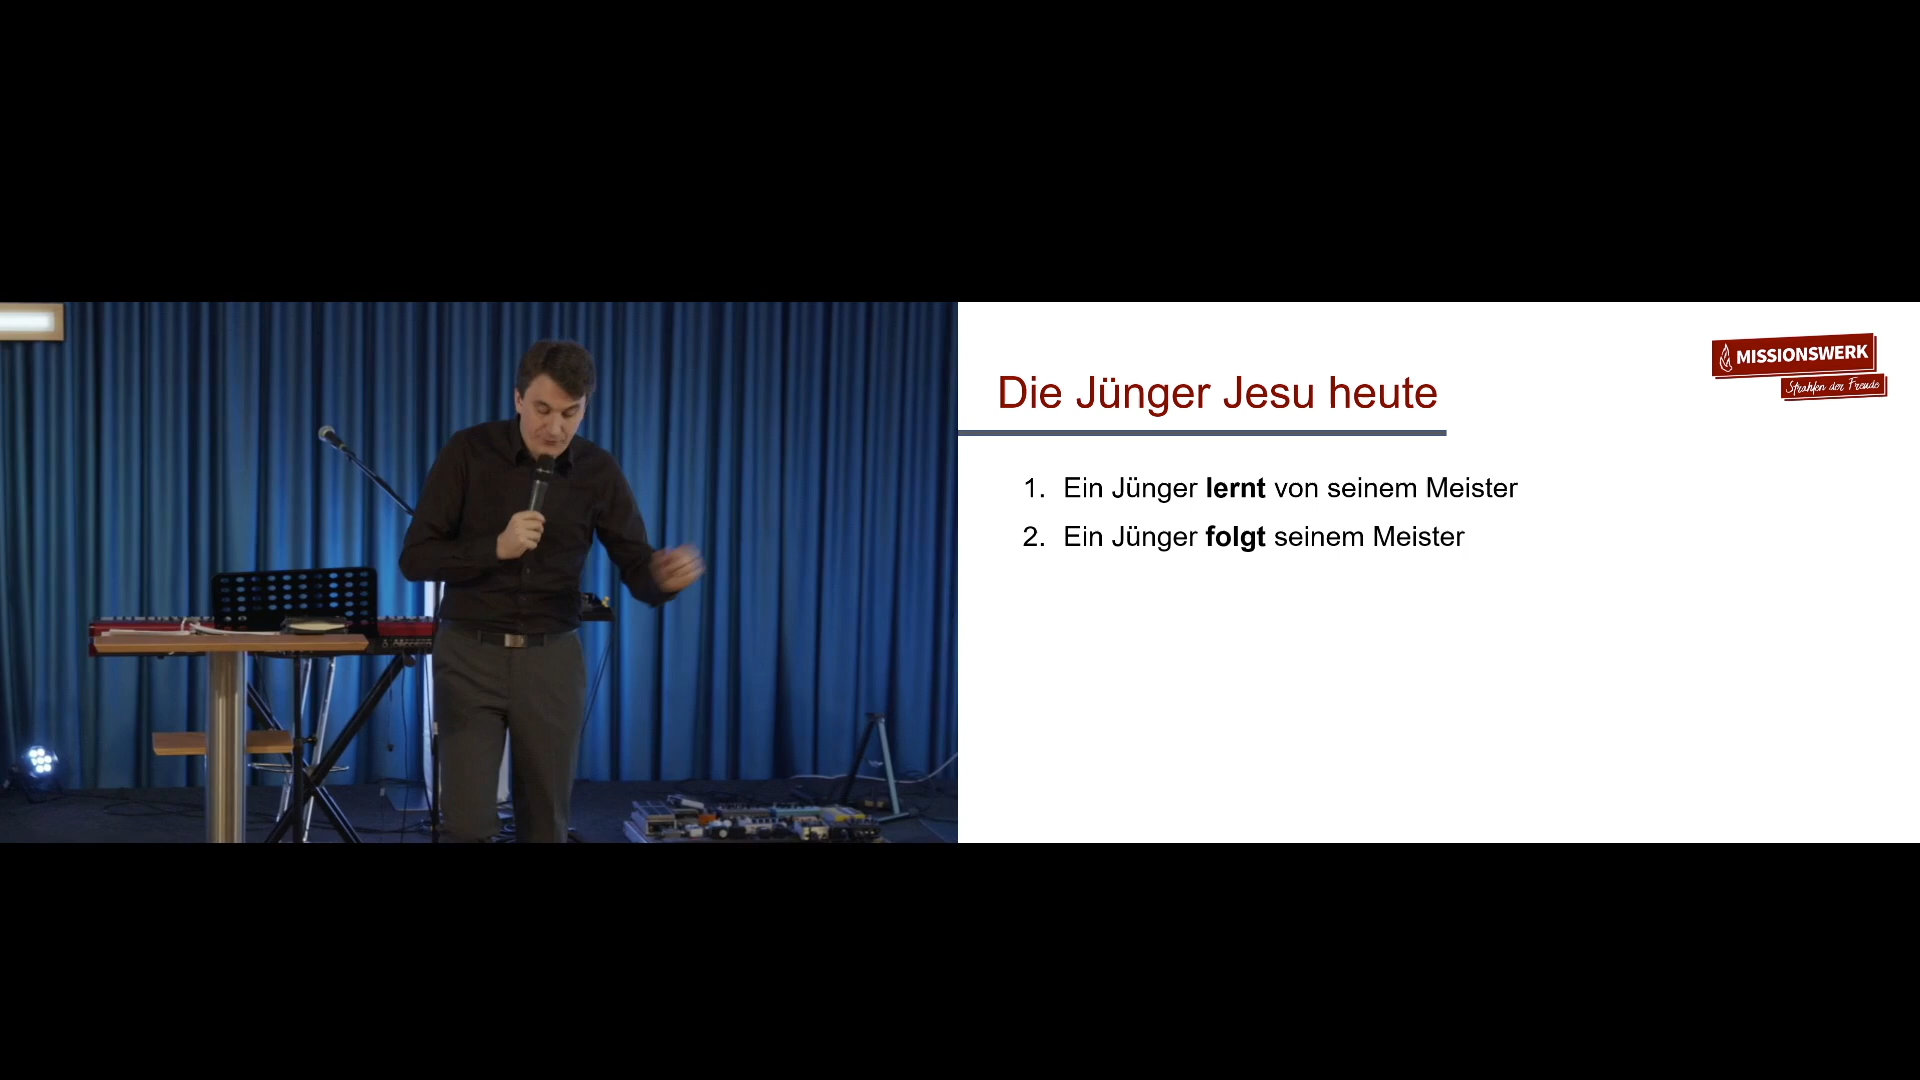 MISSIONSWERK
Strahlen der Freude
Die Jünger Jesu heute
1. Ein Jünger lernt von seinem Meister
2. Ein Jünger folgt seinem Meister